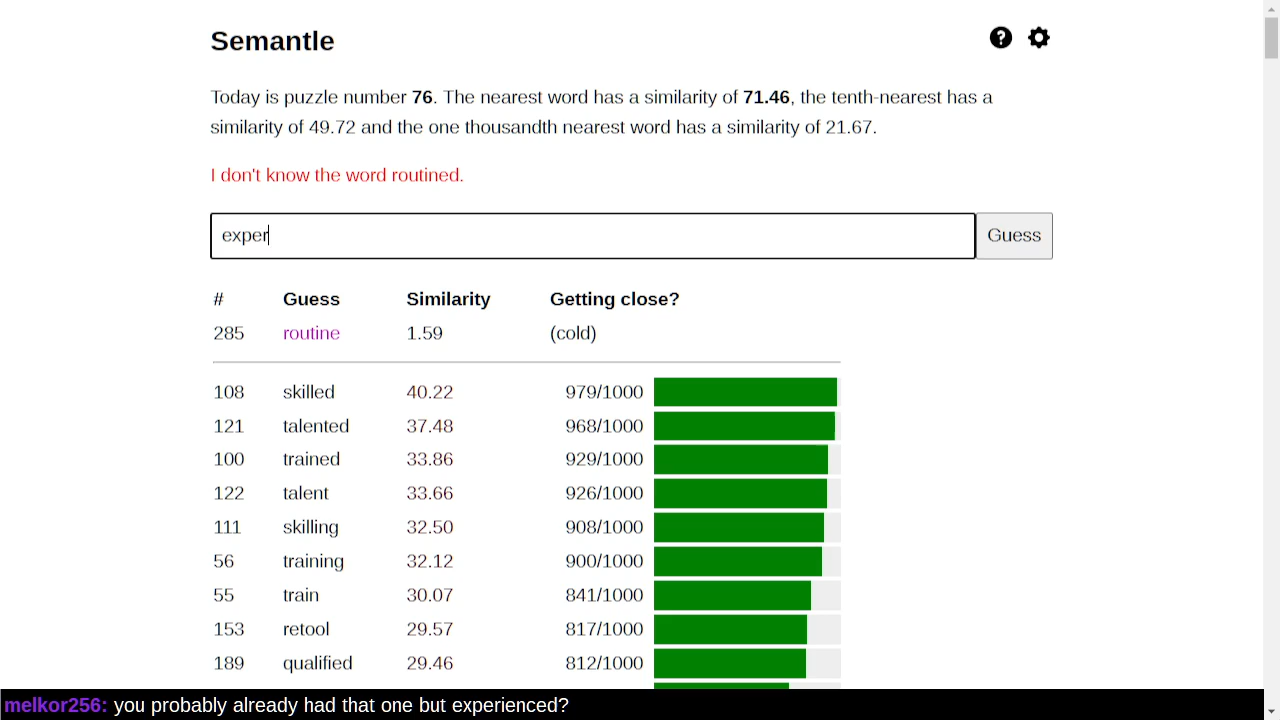 Semantle
Today is puzzle number 76. The nearest word has a similarity of 71.46, the tenth-nearest has a
similarity of 49.72 and the one thousandth nearest word has a similarity of 21.67.
I don't know the word routined.
exper Guess
# Guess Similarity Getting close?
285 routine 1.59 (cold)
108 skilled 40.22 979/1000
121 talented 37.48 968/1000
100 trained 33.86 929/1000
122 talent 33.66 926/1000
111 skilling 32.50 908/1000
56 training 32.12 900/1000
55 train 30.07 841/1000
153 retool 29.57 817/1000
189 qualified 29.46 812/1000
melkor256: you probably already had that one but experienced?